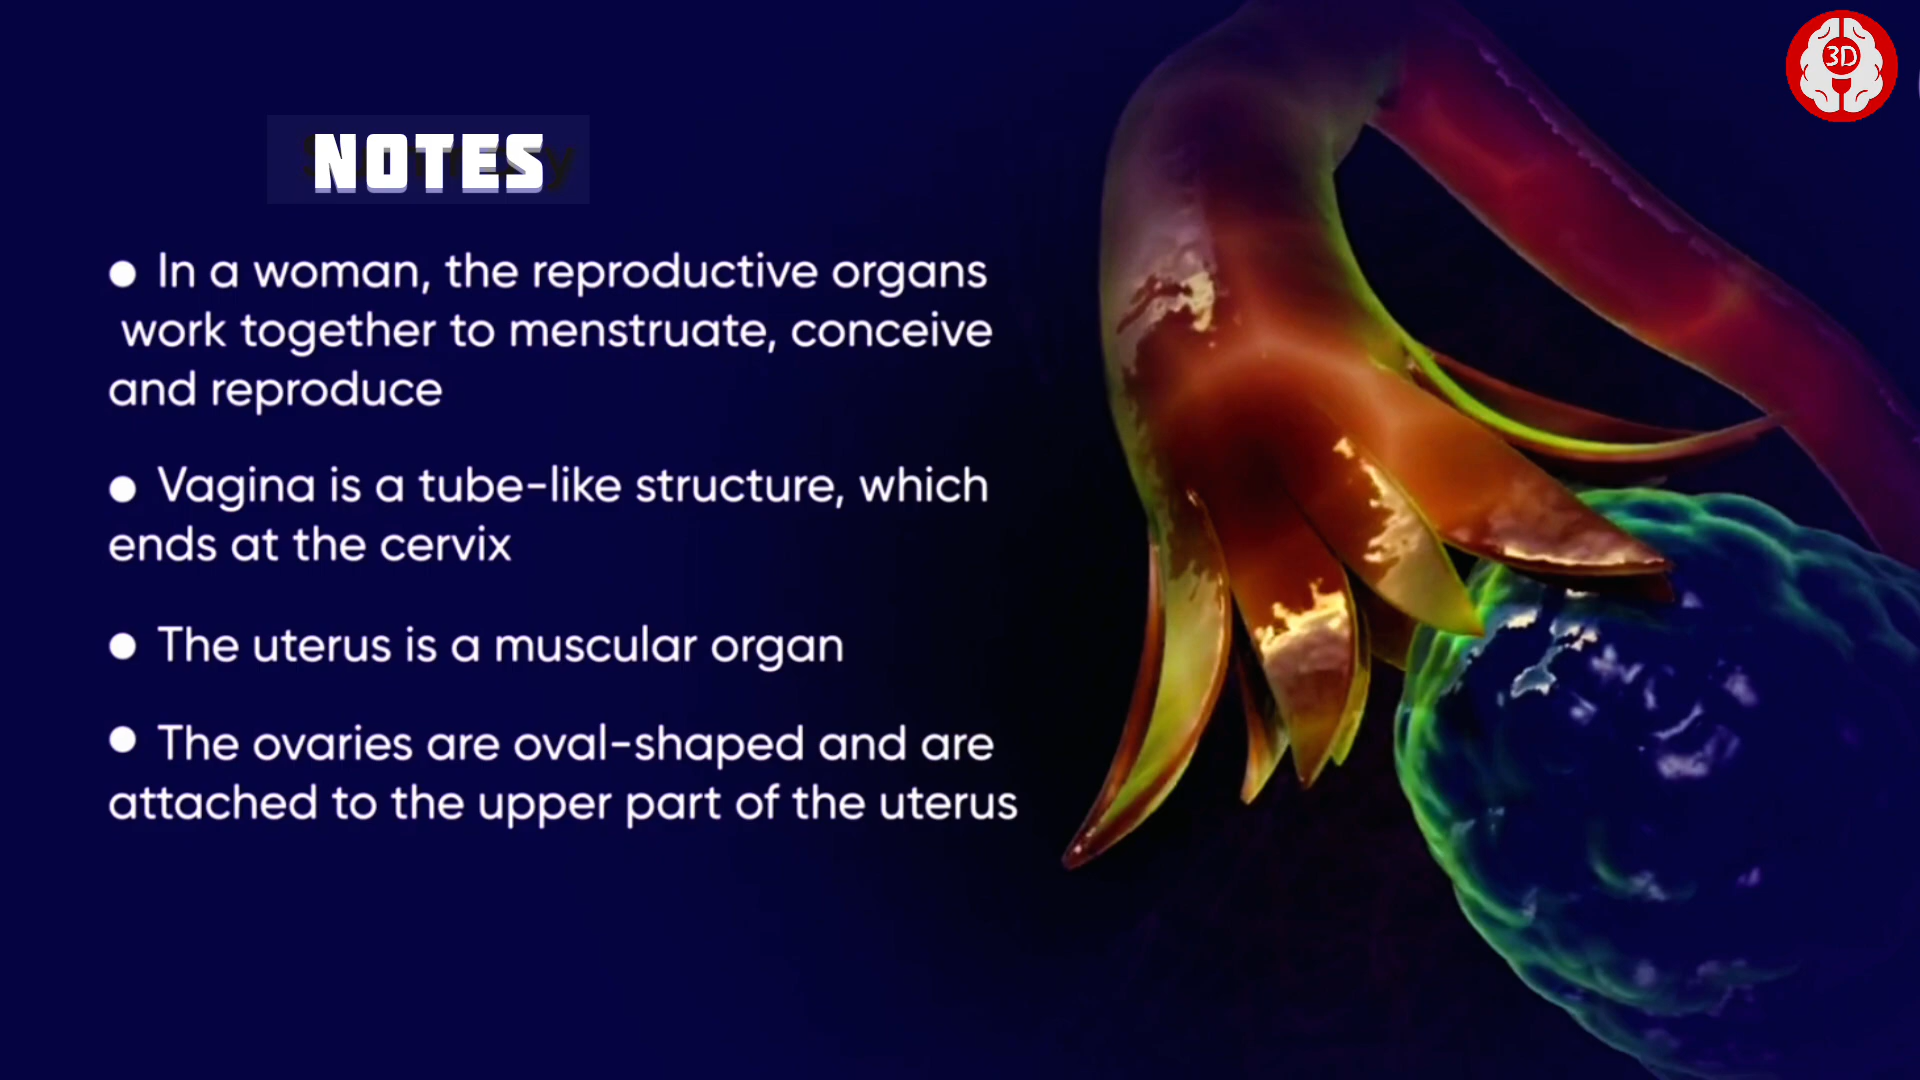 3D
NOTES
● In a woman, the reproductive organs
work together to menstruate, conceive
and reproduce
● Vagina is a tube-like structure, which
ends at the cervix
● The uterus is a muscular organ
● The ovaries are oval-shaped and are
attached to the upper part of the uterus